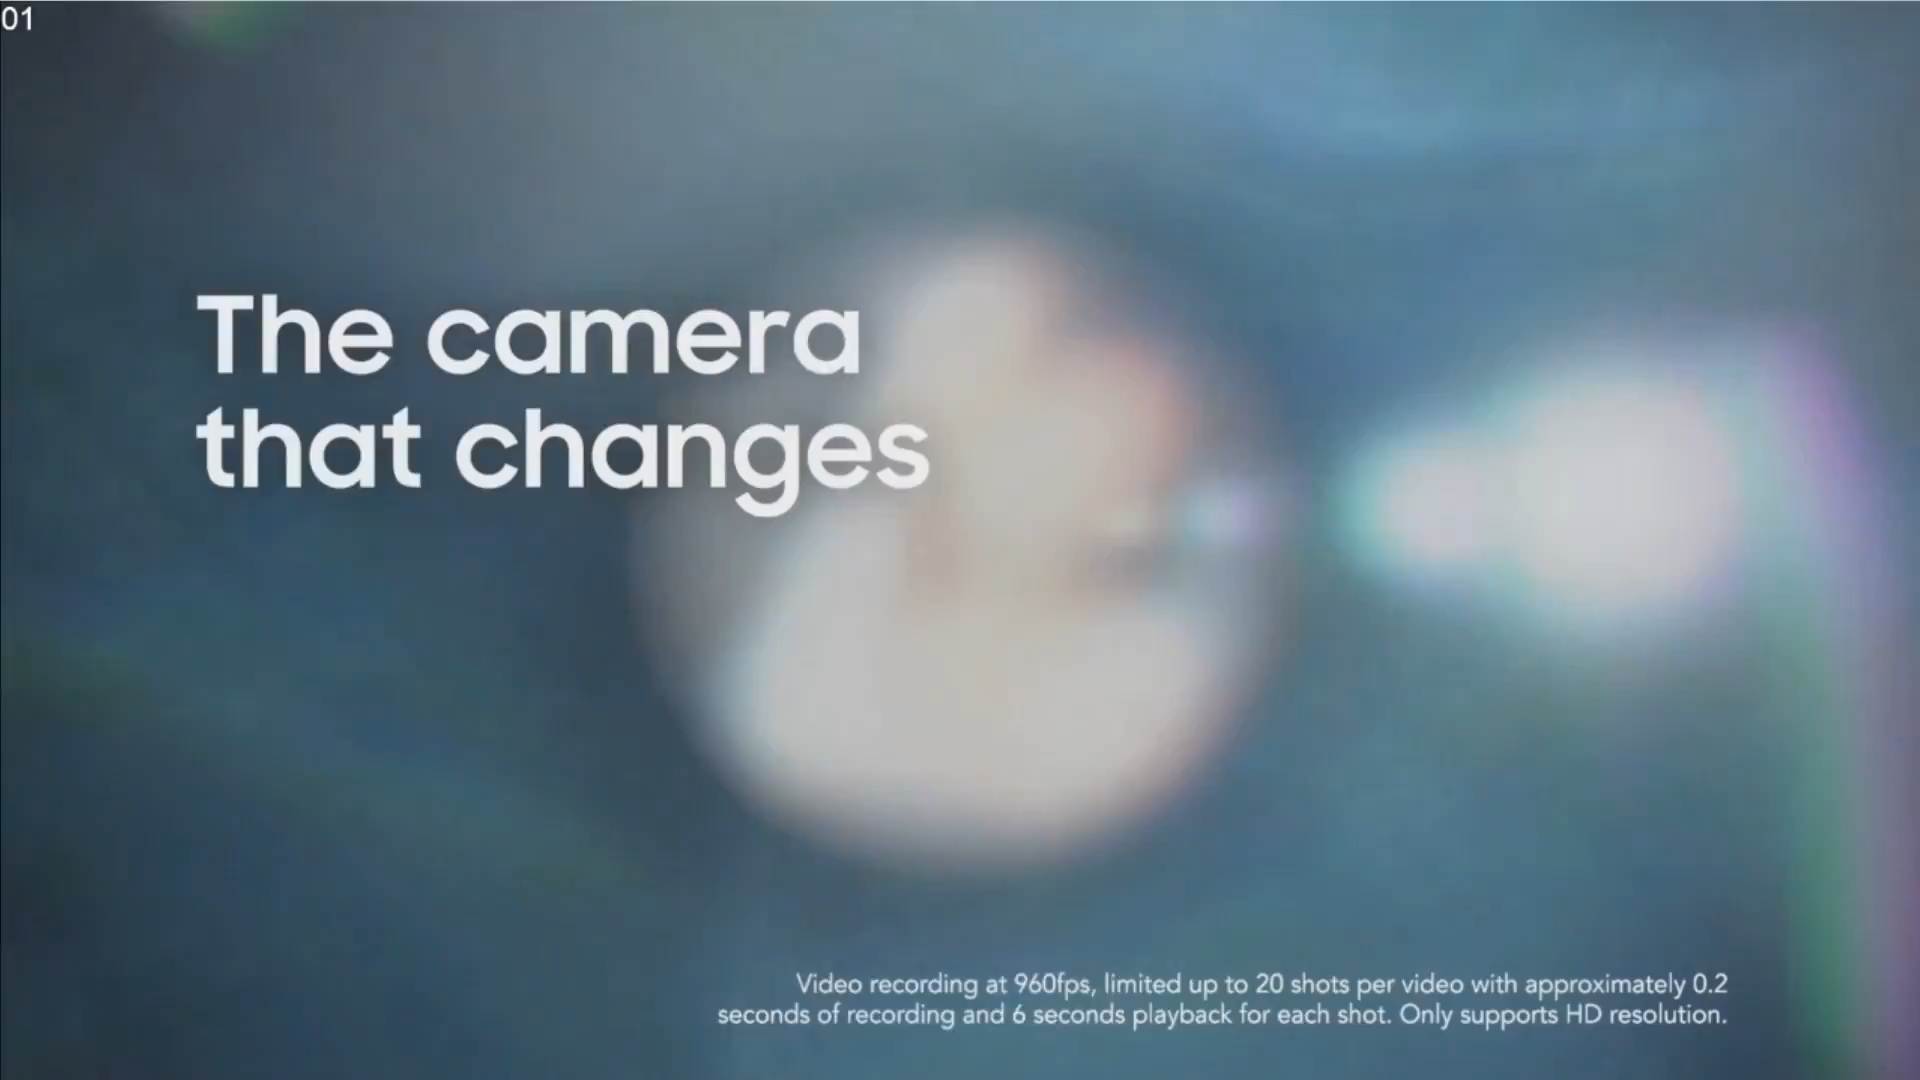 01
The camera
that changes
Video recording at 960fps, limited up to 20 shots per video with approximately 0.2
seconds of recording and 6 seconds playback for each shot. Only supports HD resolution.